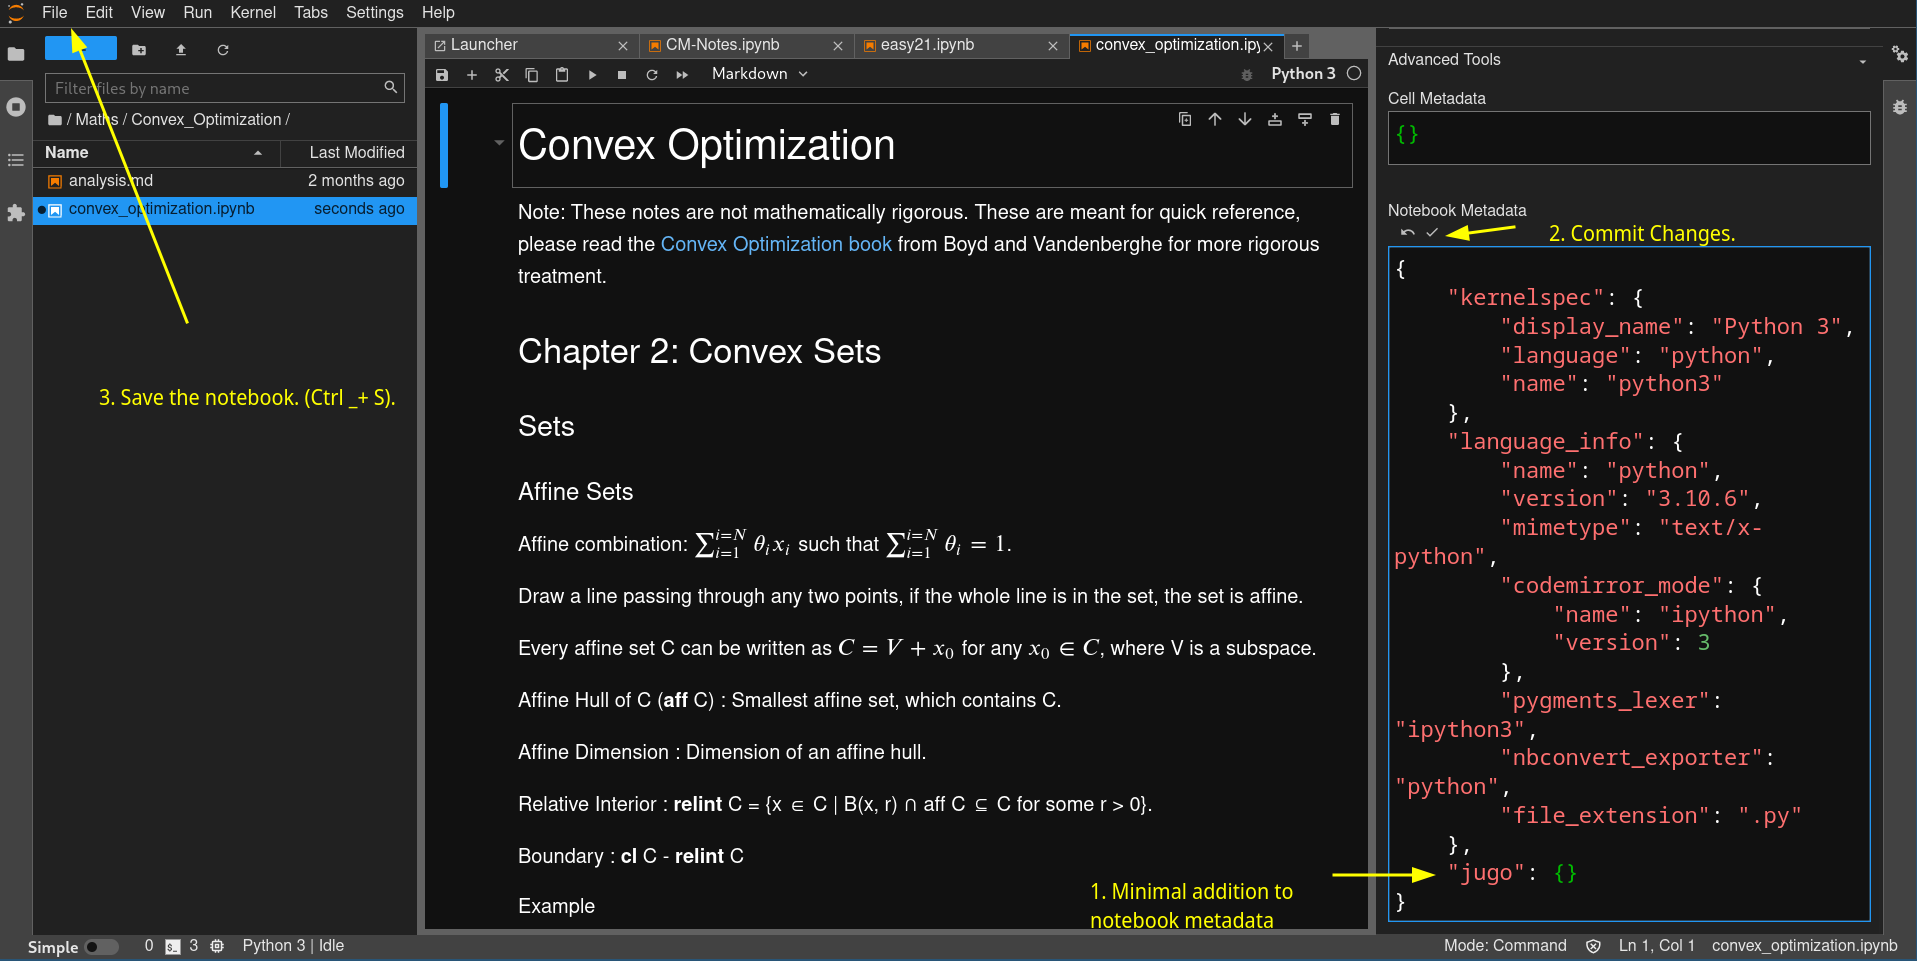 File Edit View Run Kernel Tabs Settings Help
Filter files by name
/ Maths / Convex_Optimization /
Name Last Modified
analysis.md 2 months ago
convex_optimization.ipynb seconds ago
3. Save the notebook. (Ctrl _+ S).
Launcher CM-Notes.ipynb easy21.ipynb convex_optimization.ipy
Markdown Python 3
Convex Optimization
Note: These notes are not mathematically rigorous. These are meant for quick reference,
please read the Convex Optimization book from Boyd and Vandenberghe for more rigorous
treatment.
Chapter 2: Convex Sets
Sets
Affine Sets
Affine combination: ∑_{i=1}^{i=N} θ_i x_i such that ∑_{i=1}^{i=N} θ_i = 1.
Draw a line passing through any two points, if the whole line is in the set, the set is affine.
Every affine set C can be written as C = V + x_0 for any x_0 ∈ C, where V is a subspace.
Affine Hull of C (aff C) : Smallest affine set, which contains C.
Affine Dimension : Dimension of an affine hull.
Relative Interior : relint C = {x ∈ C | B(x, r) ∩ aff C ⊆ C for some r > 0}.
Boundary : cl C - relint C
Example
1. Minimal addition to
notebook metadata
Advanced Tools
Cell Metadata
{}
Notebook Metadata
2. Commit Changes.
{
"kernelspec": {
"display_name": "Python 3",
"language": "python",
"name": "python3"
},
"language_info": {
"name": "python",
"version": "3.10.6",
"mimetype": "text/x-
python",
"codemirror_mode": {
"name": "ipython",
"version": 3
},
"pygments_lexer":
"ipython3",
"nbconvert_exporter":
"python",
"file_extension": ".py"
},
"jugo": {}
}
Simple 0 $_ 3 Python 3 | Idle Mode: Command Ln 1, Col 1 convex_optimization.ipynb